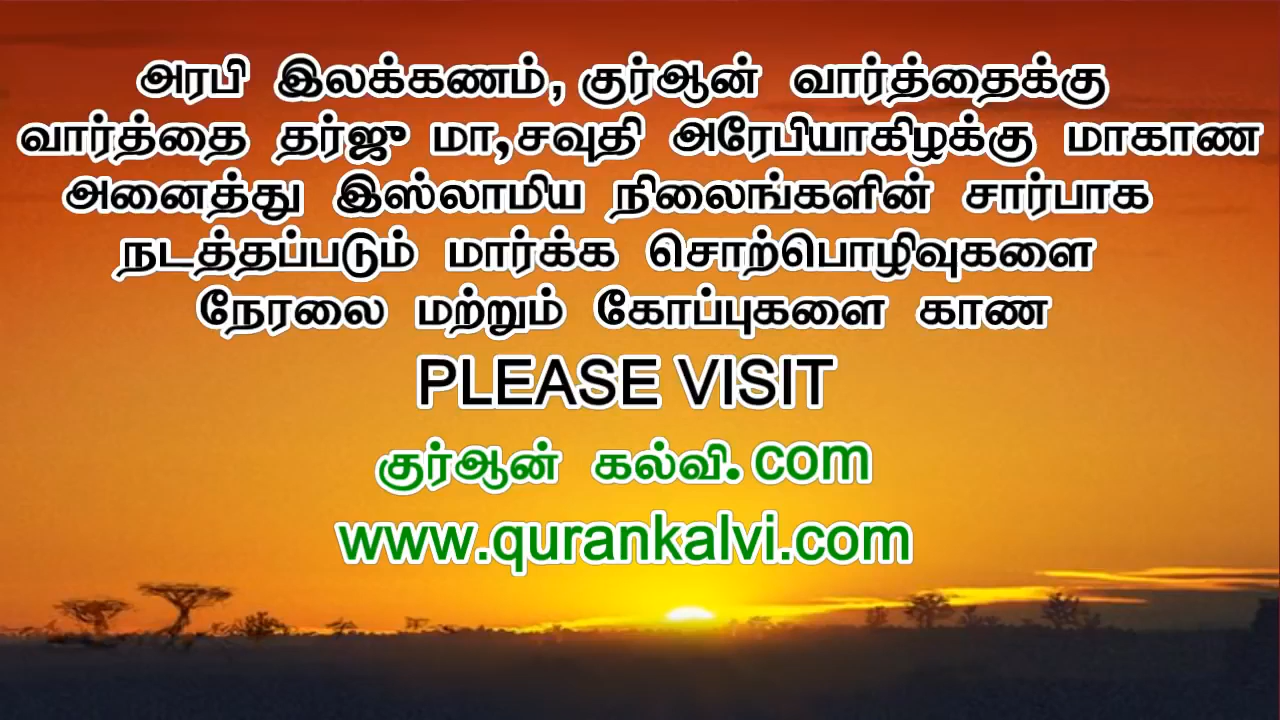 அரபி இலக்கணம், குர்ஆன் வார்த்தைக்கு
வார்த்தை தர்ஜு மா,சவுதி அரேபியாகிழக்கு மாகாண
அனைத்து இஸ்லாமிய நிலைங்களின் சார்பாக
நடத்தப்படும் மார்க்க சொற்பொழிவுகளை
நேரலை மற்றும் கோப்புகளை காண
PLEASE VISIT
குர்ஆன் கல்வி.com
www.qurankalvi.com